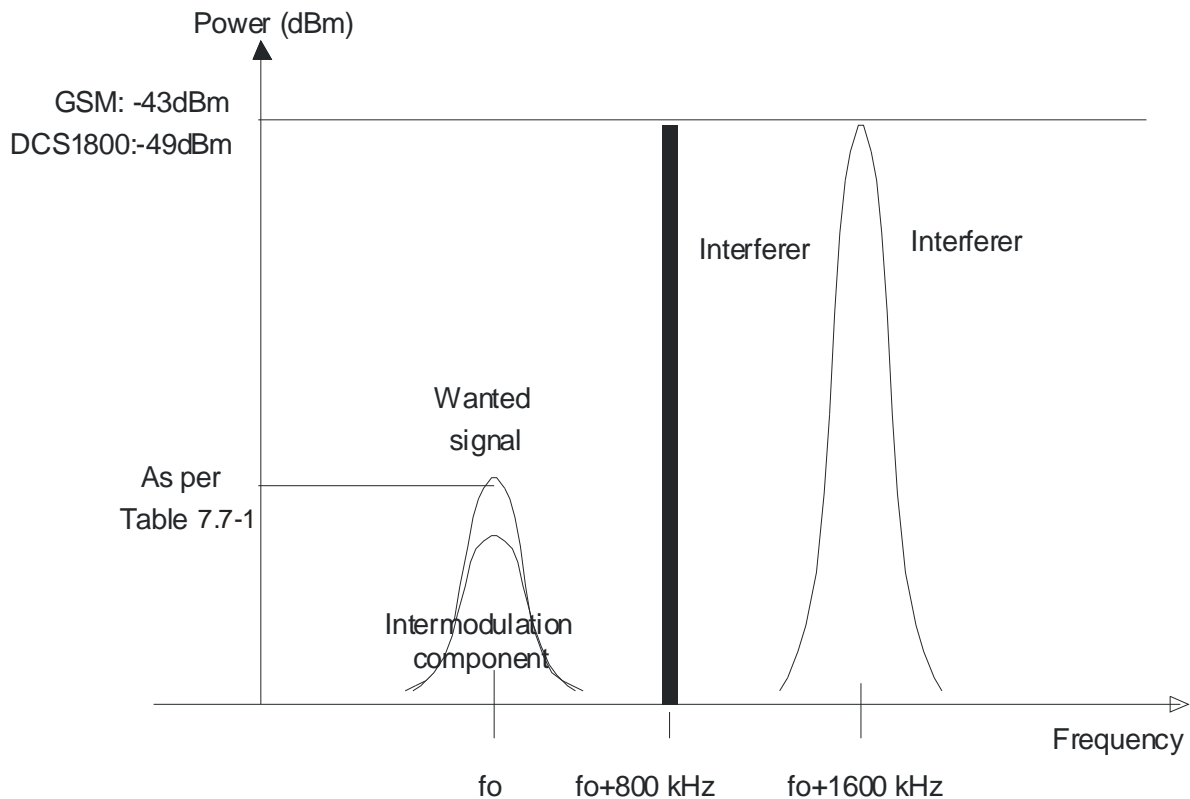 Power (dBm)
GSM: -43dBm
DCS1800:-49dBm
Interferer
Interferer
Wanted
signal
As per
Table 7.7-1
Intermodulation
component
Frequency
fo
fo+800 kHz
fo+1600 kHz